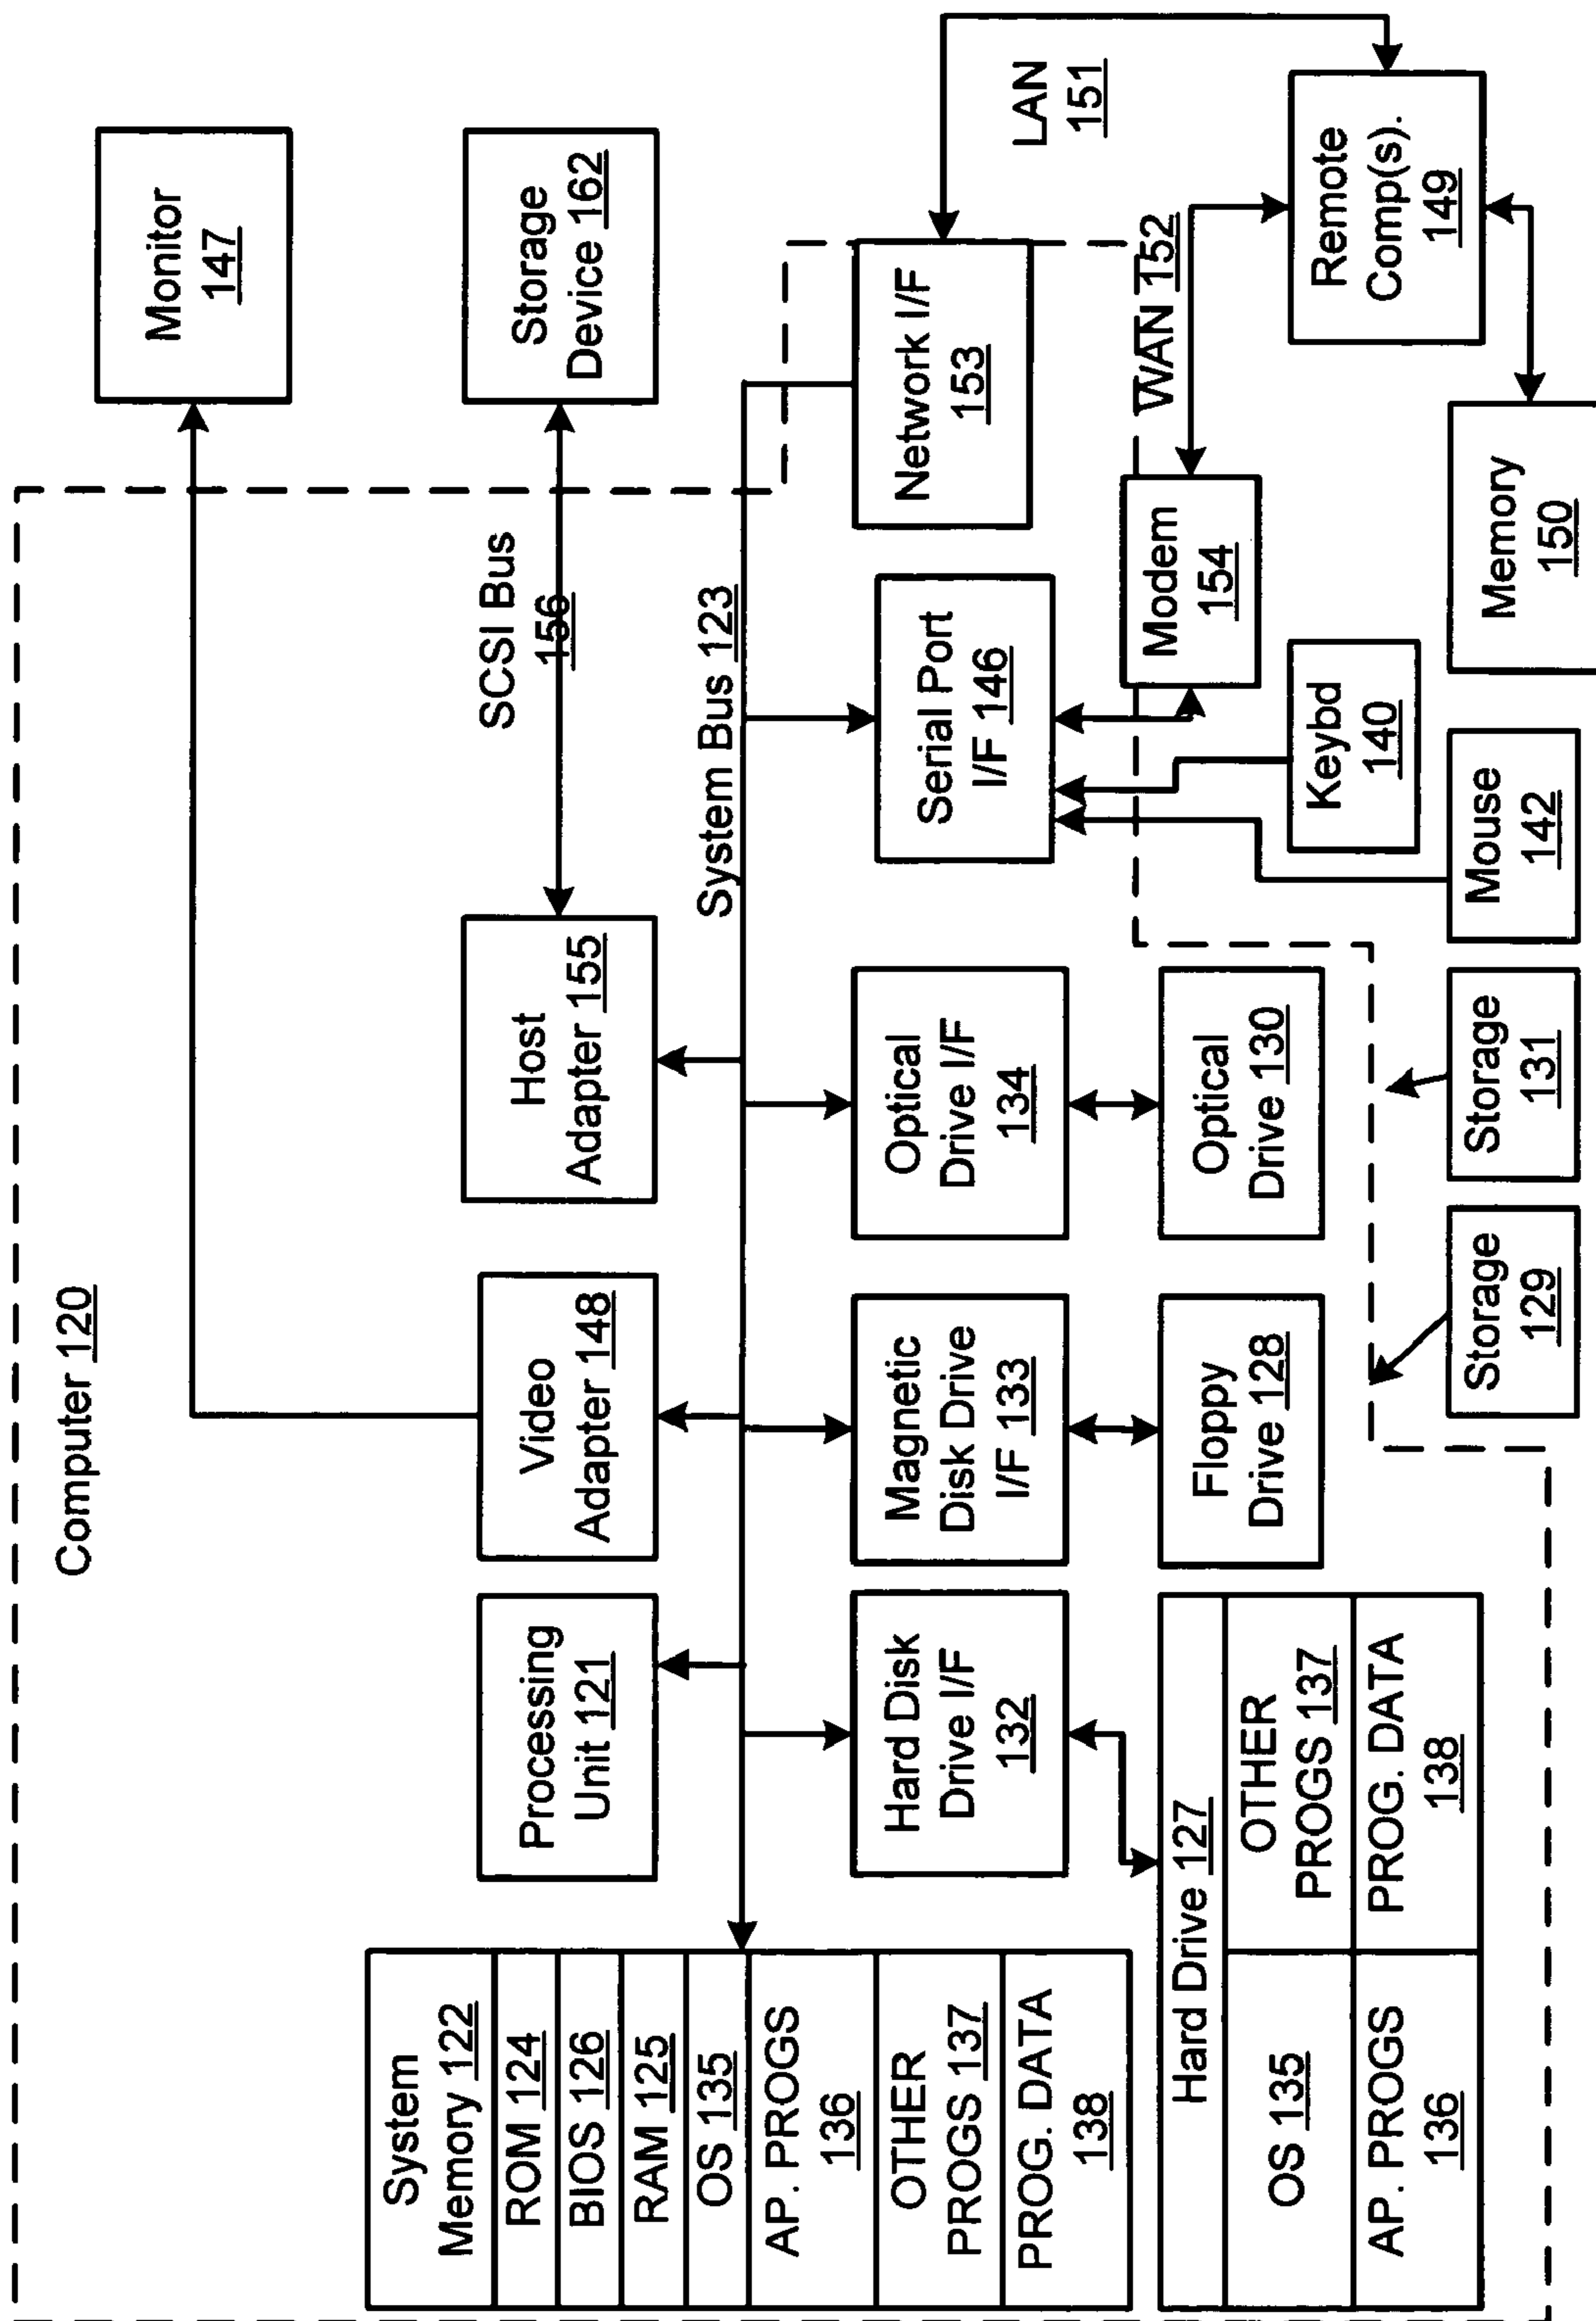 Computer 120
Monitor
147
System
Memory 122
ROM 124
BIOS 126
RAM 125
OS 135
AP. PROGS
136
OTHER
PROGS 137
PROG. DATA
138
Processing
Unit 121
Video
Adapter 148
Host
Adapter 155
SCSI Bus
156
Storage
Device 162
System Bus 123
Hard Disk
Drive I/F
132
Magnetic
Disk Drive
I/F 133
Optical
Drive I/F
134
Serial Port
I/F 146
Network I/F
153
LAN
151
Hard Drive 127
OS 135
OTHER
PROGS 137
AP. PROGS
136
PROG. DATA
138
Floppy
Drive 128
Optical
Drive 130
Modem
154
WAN 152
Storage
129
Storage
131
Mouse
142
Keybd
140
Remote
Comp(s).
149
Memory
150